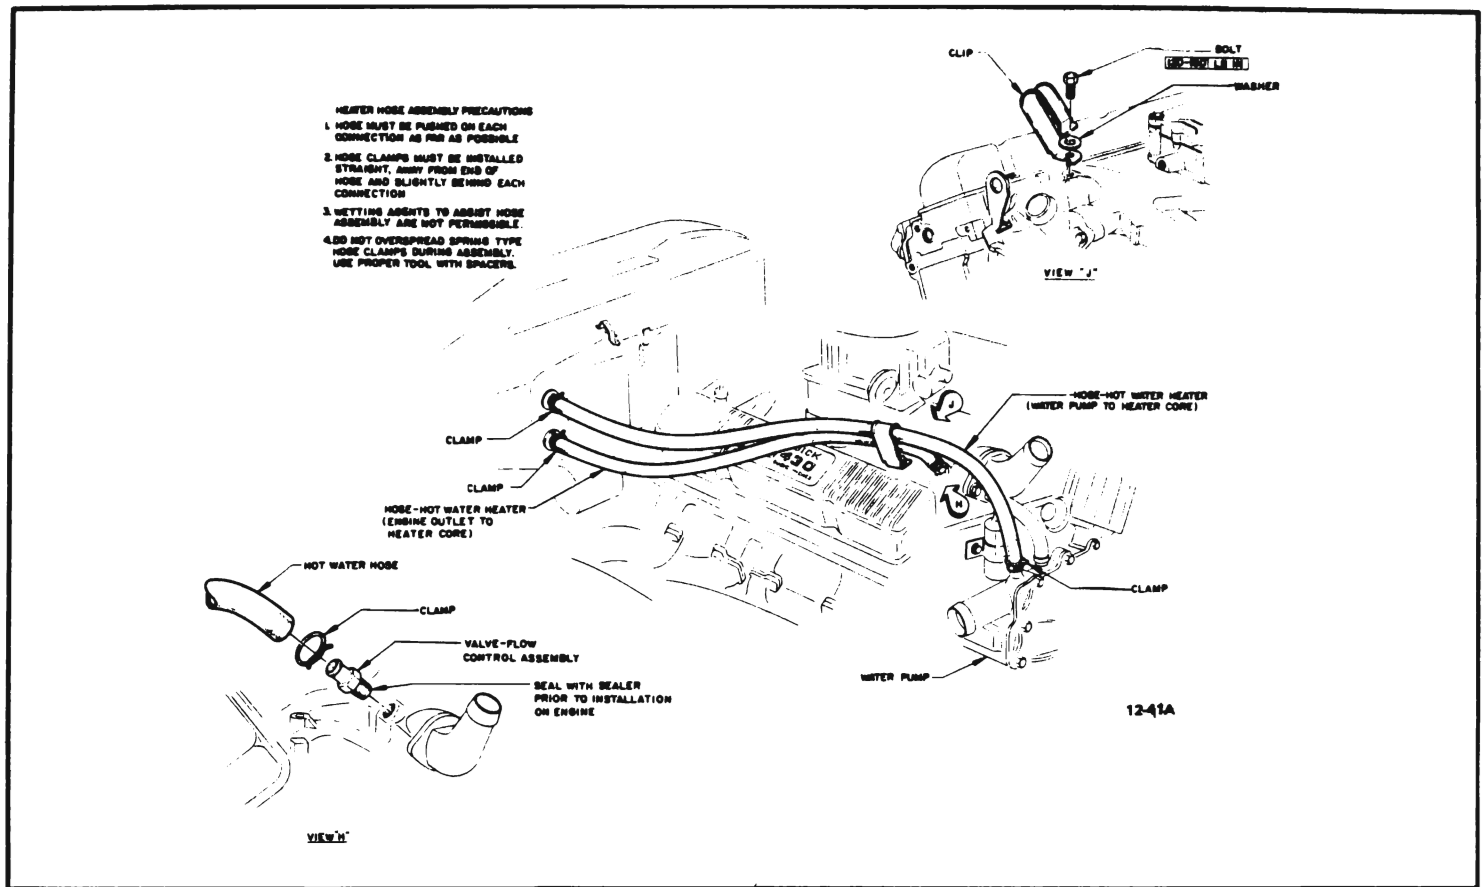 HEATER HOSE ASSEMBLY PRECAUTIONS
1. HOSE MUST BE PUSHED ON EACH
CONNECTION AS FAR AS POSSIBLE
2. HOSE CLAMPS MUST BE INSTALLED
STRAIGHT, AWAY FROM END OF
HOSE AND SLIGHTLY BEHIND EACH
CONNECTION
3. WETTING AGENTS TO ASSIST HOSE
ASSEMBLY ARE NOT PERMISSIBLE.
4. DO NOT OVERSPREAD SPRING TYPE
HOSE CLAMPS DURING ASSEMBLY.
USE PROPER TOOL WITH SPACERS.
CLIP
BOLT
LB IN
WASHER
VIEW "J"
J
HOSE-HOT WATER HEATER
(WATER PUMP TO HEATER CORE)
CLAMP
CLAMP
430
H
HOSE-HOT WATER HEATER
(ENGINE OUTLET TO
HEATER CORE)
CLAMP
WATER PUMP
HOT WATER HOSE
CLAMP
VALVE-FLOW
CONTROL ASSEMBLY
SEAL WITH SEALER
PRIOR TO INSTALLATION
ON ENGINE
VIEW "H"
12-41A